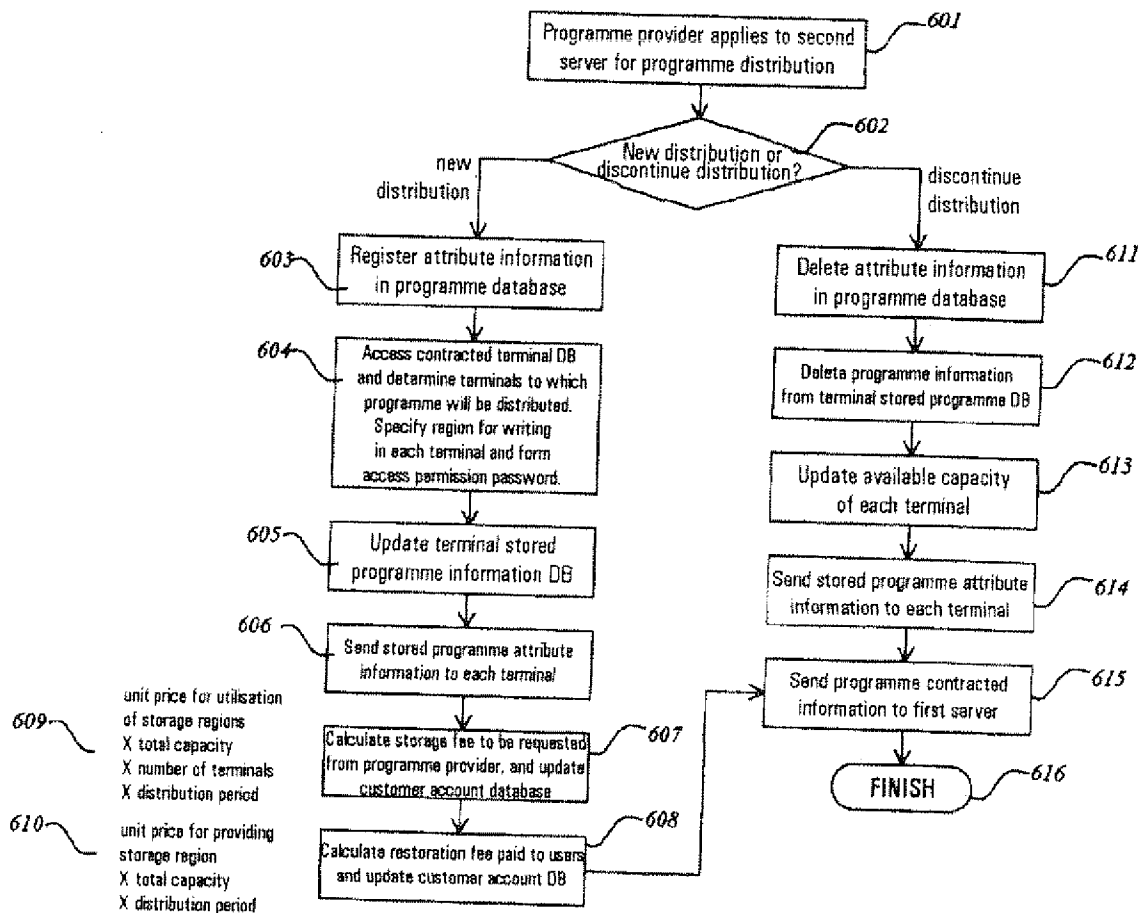 601
Programme provider applies to second
server for programme distribution
602
New distribution or
discontinue distribution?
new
distribution
discontinue
distribution
603
Register attribute information
in programme database
604
Access contracted terminal DB
and determine terminals to which
programme will be distributed.
Specify region for writing
in each terminal and form
access permission password.
605
Update terminal stored
programme information DB
606
Send stored programme attribute
information to each terminal
607
Calculate storage fee to be requested
from programme provider, and update
customer account database
608
Calculate restoration fee paid to users
and update customer account DB
609
unit price for utilisation
of storage regions
X total capacity
X number of terminals
X distribution period
610
unit price for providing
storage region
X total capacity
X distribution period
611
Delete attribute information
in programme database
612
Delete programme information
from terminal stored programme DB
613
Update available capacity
of each terminal
614
Send stored programme attribute
information to each terminal
615
Send programme contracted
information to first server
FINISH
616